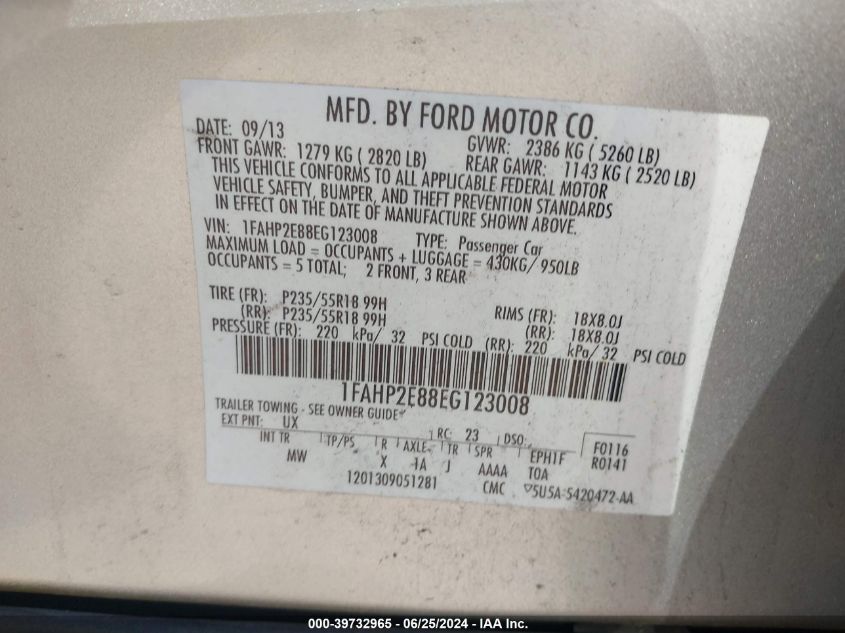 MFD. BY FORD MOTOR CO.
DATE: 09/13 GVWR: 2386 KG ( 5260 LB)
FRONT GAWR: 1279 KG ( 2820 LB) REAR GAWR: 1143 KG ( 2520 LB)
THIS VEHICLE CONFORMS TO ALL APPLICABLE FEDERAL MOTOR
VEHICLE SAFETY, BUMPER, AND THEFT PREVENTION STANDARDS
IN EFFECT ON THE DATE OF MANUFACTURE SHOWN ABOVE.
VIN: 1FAHP2E88EG123008 TYPE: Passenger Car
MAXIMUM LOAD = OCCUPANTS + LUGGAGE = 430KG/ 950LB
OCCUPANTS = 5 TOTAL; 2 FRONT, 3 REAR
TIRE (FR): P235/55R18 99H RIMS (FR): 18X8.0J
(RR): P235/55R18 99H (RR): 18X8.0J
PRESSURE (FR): 220 kPa/ 32 PSI COLD (RR): 220 kPa/ 32 PSI COLD
1FAHP2E88EG123008
TRAILER TOWING - SEE OWNER GUIDE
EXT PNT: UX RC: 23 DSO: F0116
INT TR TP/PS R AXLE TR SPR EPH1F R0141
MW X 1A J AAAA TOA
1201309051281 CMC 5U5A-5420472-AA
000-39732965 - 06/25/2024 - IAA Inc.